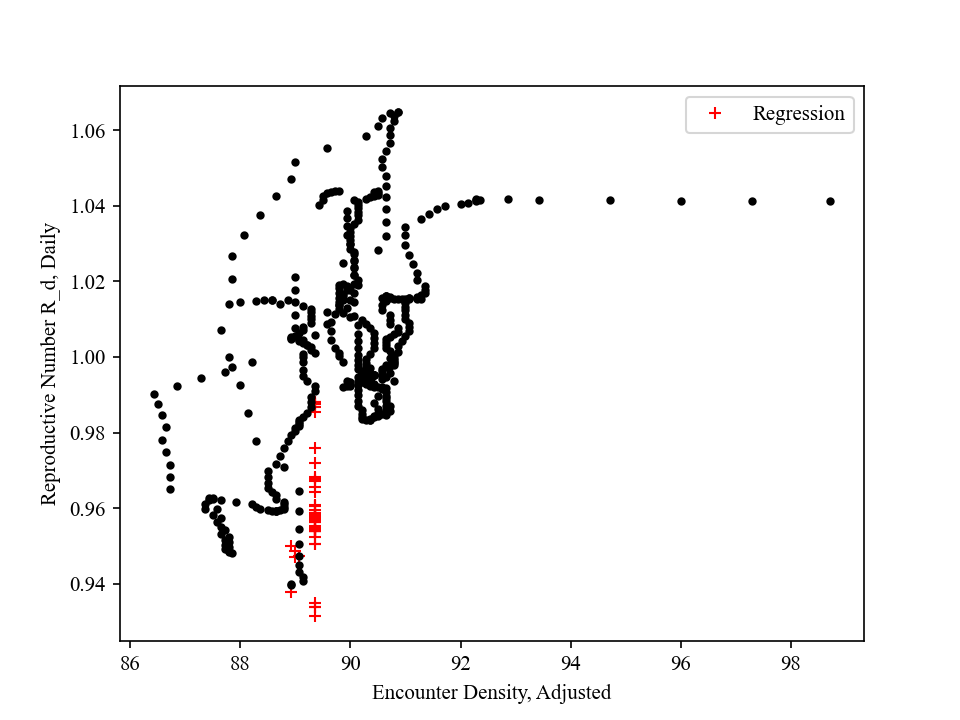 Regression
1.06
1.04
1.02
1.00
0.98
0.96
0.94
Reproductive Number R_d, Daily
86 88 90 92 94 96 98
Encounter Density, Adjusted